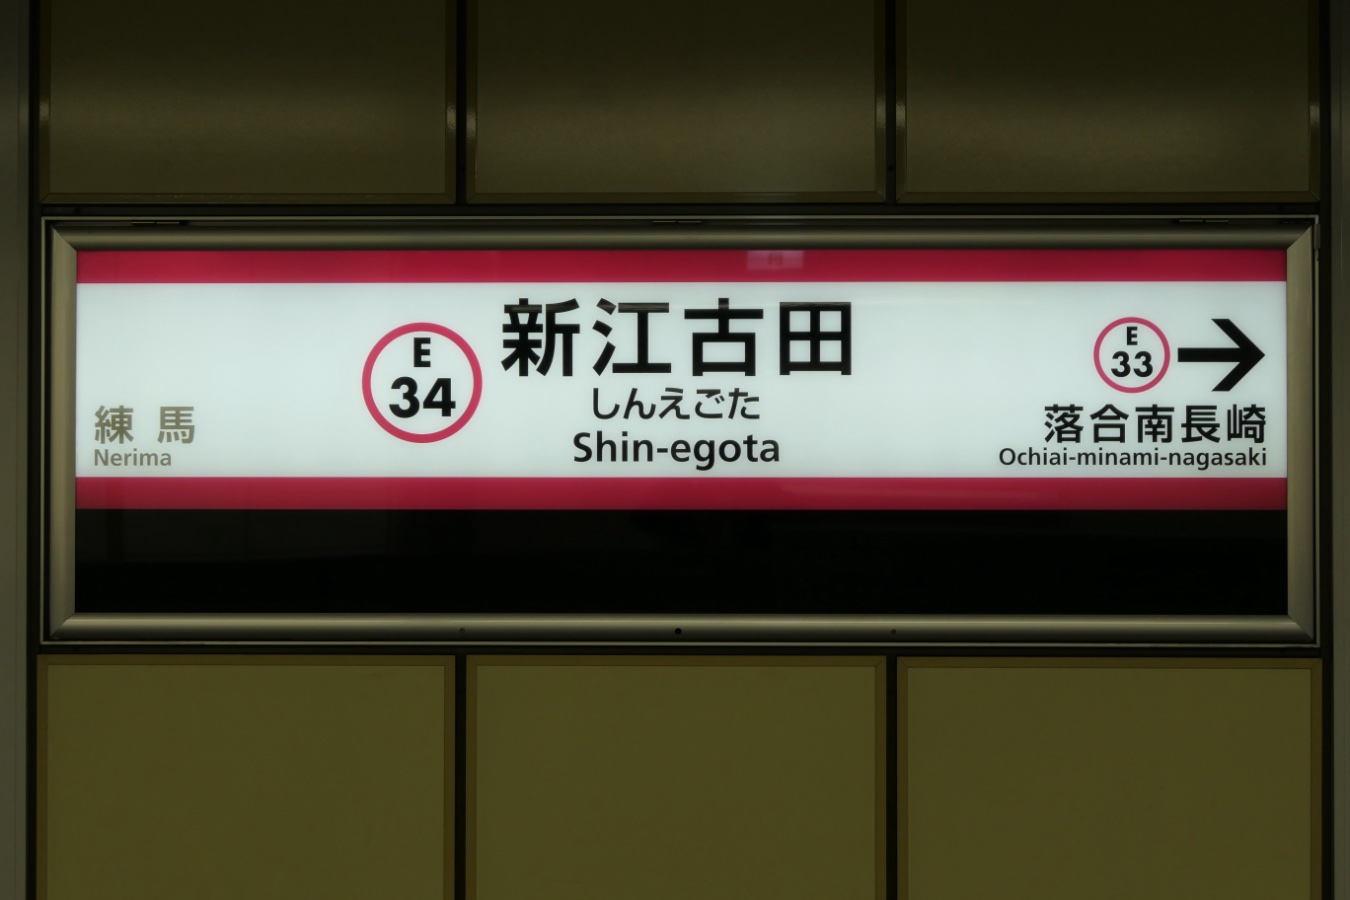 練馬
Nerima
E
34
新江古田
しんえごた
Shin-egota
E
33
落合南長崎
Ochiai-minami-nagasaki